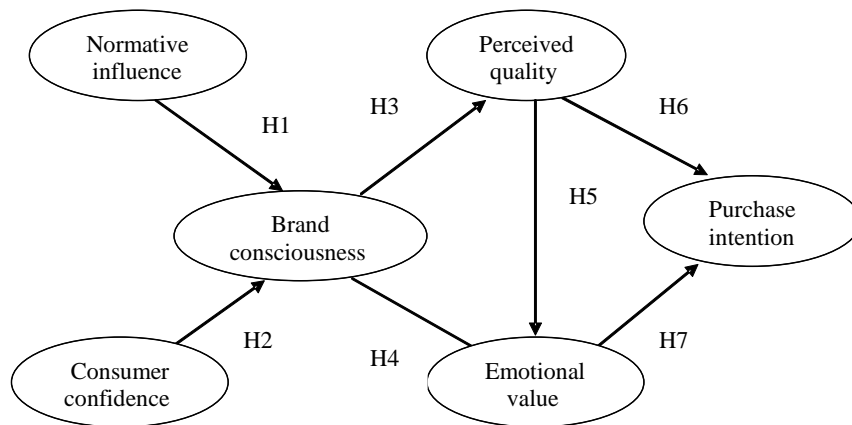 Normative
influence
Perceived
quality
H1
H3
H6
Brand
consciousness
H5
Purchase
intention
H2
H4
H7
Consumer
confidence
Emotional
value